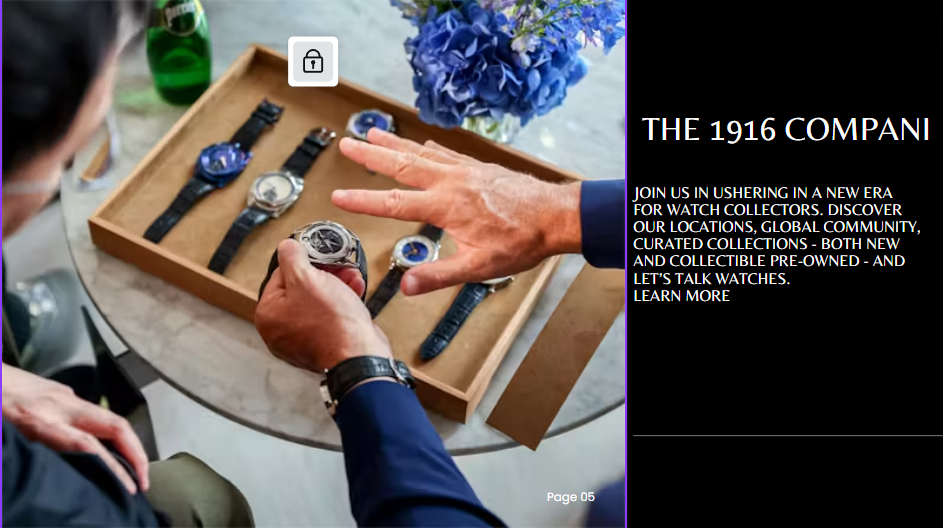 Perrier
THE 1916 COMPANI
JOIN US IN USHERING IN A NEW ERA
FOR WATCH COLLECTORS. DISCOVER
OUR LOCATIONS, GLOBAL COMMUNITY,
CURATED COLLECTIONS - BOTH NEW
AND COLLECTIBLE PRE-OWNED - AND
LET'S TALK WATCHES.
LEARN MORE
Page 05